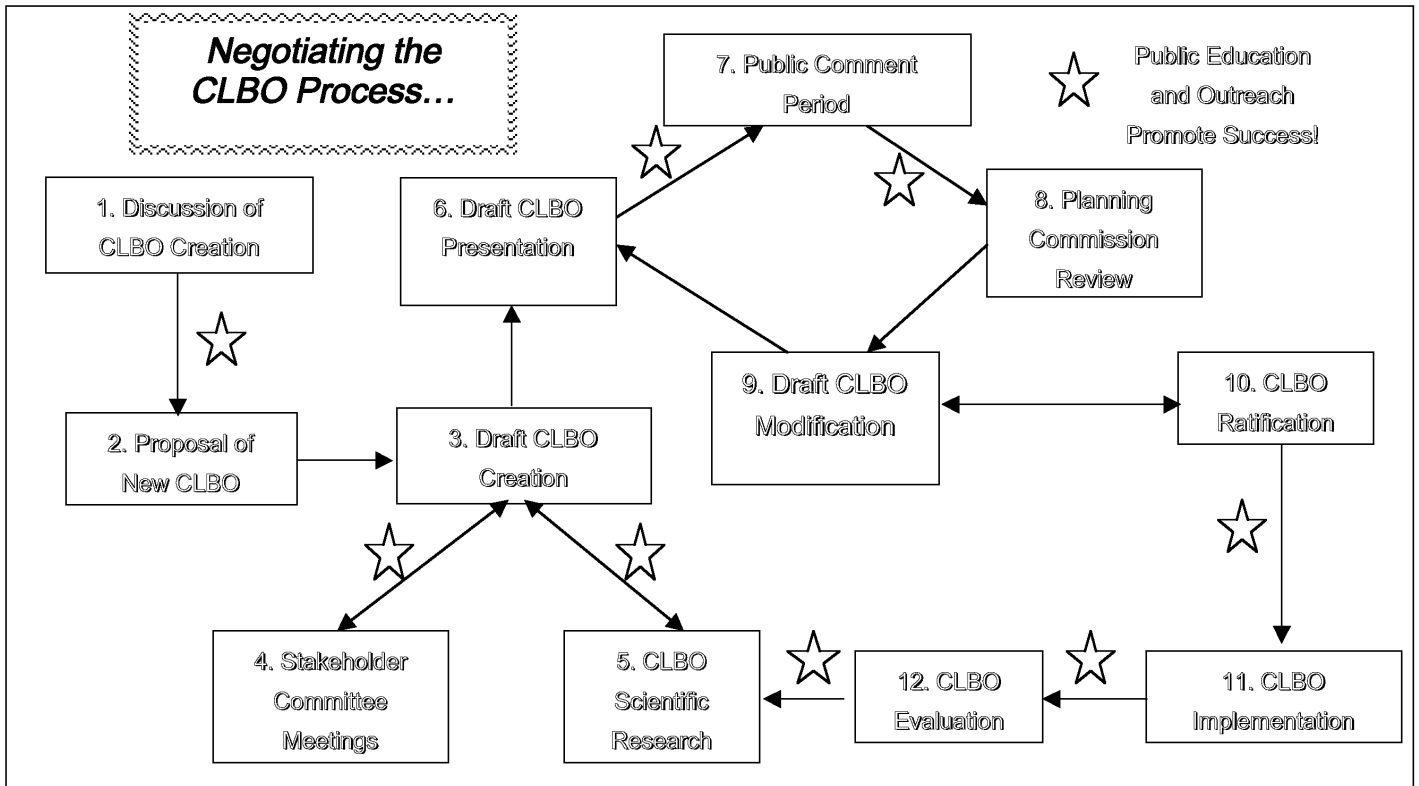 Negotiating the
CLBO Process…
Public Education
and Outreach
Promote Success!
1. Discussion of
CLBO Creation
2. Proposal of
New CLBO
3. Draft CLBO
Creation
4. Stakeholder
Committee
Meetings
5. CLBO
Scientific
Research
6. Draft CLBO
Presentation
7. Public Comment
Period
8. Planning
Commission
Review
9. Draft CLBO
Modification
10. CLBO
Ratification
11. CLBO
Implementation
12. CLBO
Evaluation